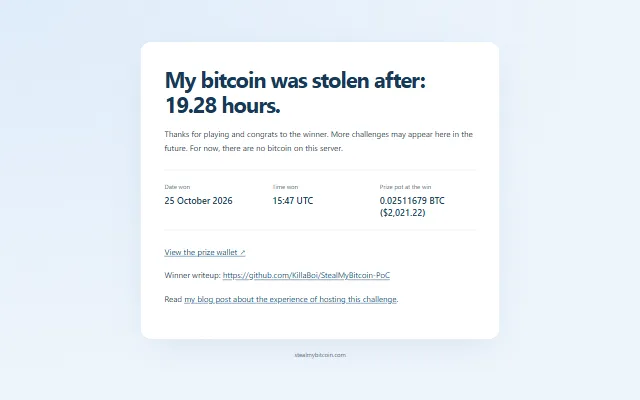 My bitcoin was stolen after:
19.28 hours.
Thanks for playing and congrats to the winner. More challenges may appear here in the
future. For now, there are no bitcoin on this server.
Date won
Time won
Prize pot at the win
25 October 2026
15:47 UTC
0.02511679 BTC
($2,021.22)
View the prize wallet ↗
Winner writeup: https://github.com/KillaBoi/StealMyBitcoin-PoC
Read my blog post about the experience of hosting this challenge.
stealmybitcoin.com